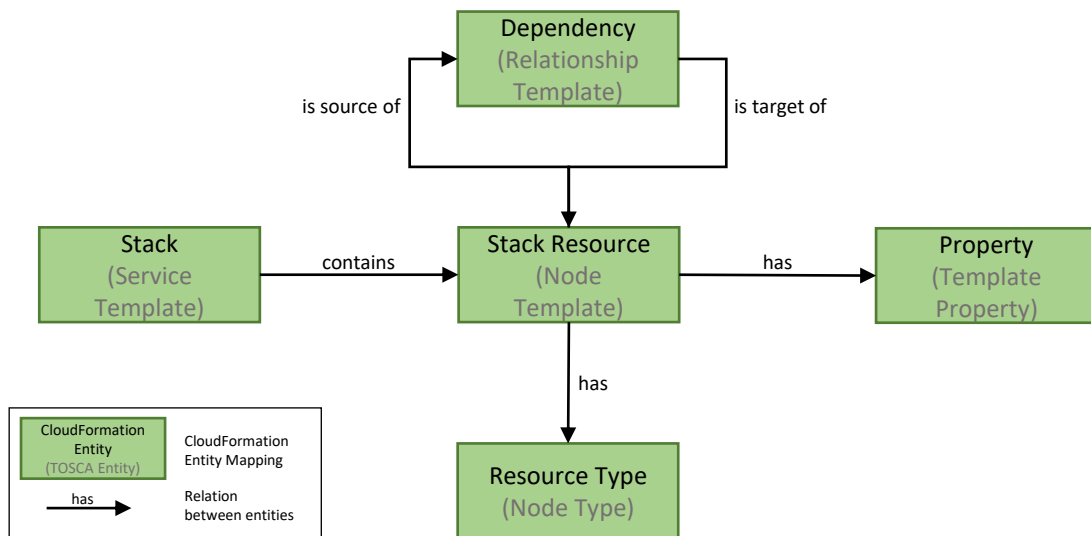 Dependency
(Relationship
Template)
is source of
is target of
Stack
(Service
Template)
contains
Stack Resource
(Node
Template)
has
Property
(Template
Property)
has
Resource Type
(Node Type)
CloudFormation
Entity
(TOSCA Entity)
CloudFormation
Entity Mapping
has
Relation
between entities